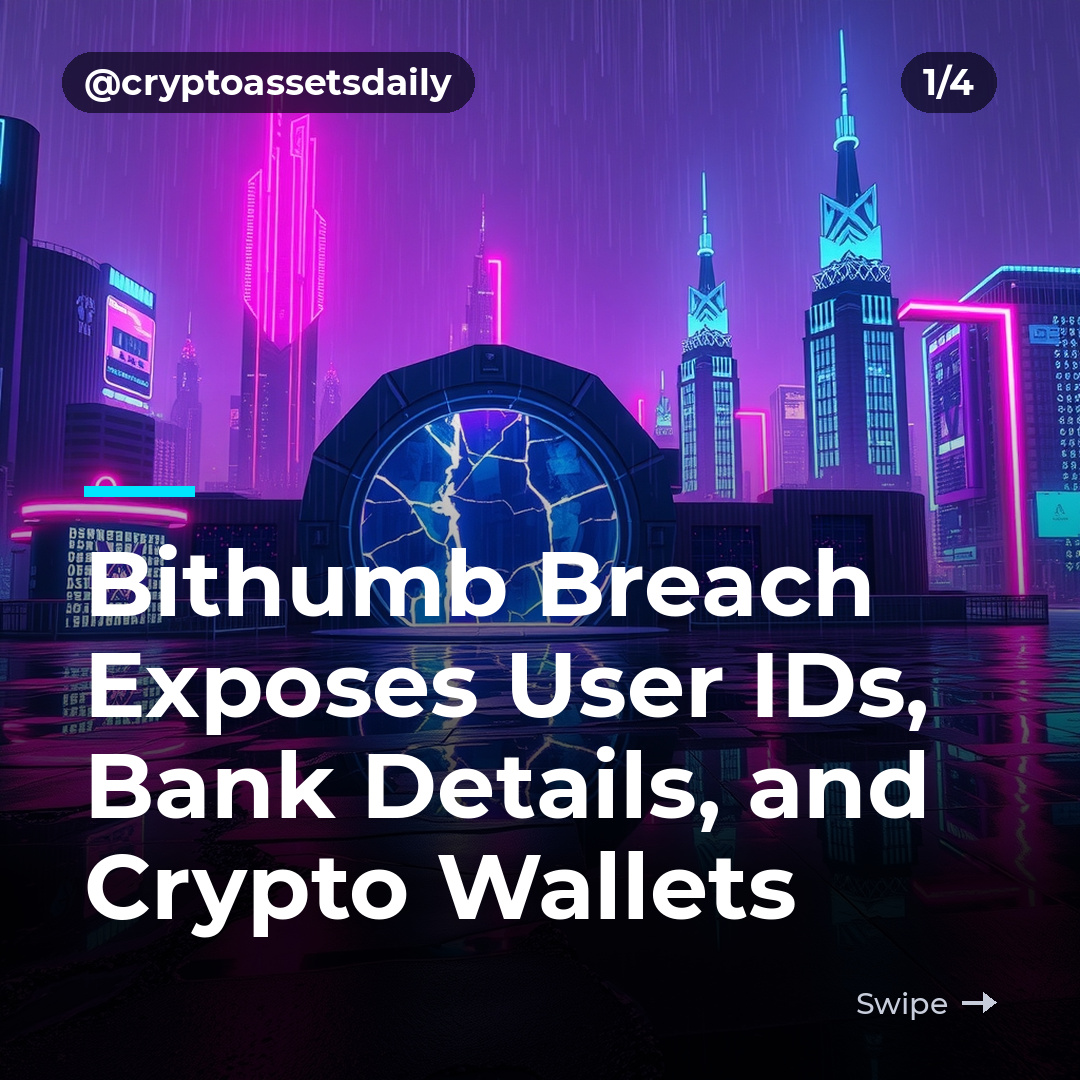 @cryptoassetsdaily
1/4
Bithumb Breach
Exposes User IDs,
Bank Details, and
Crypto Wallets
Swipe →